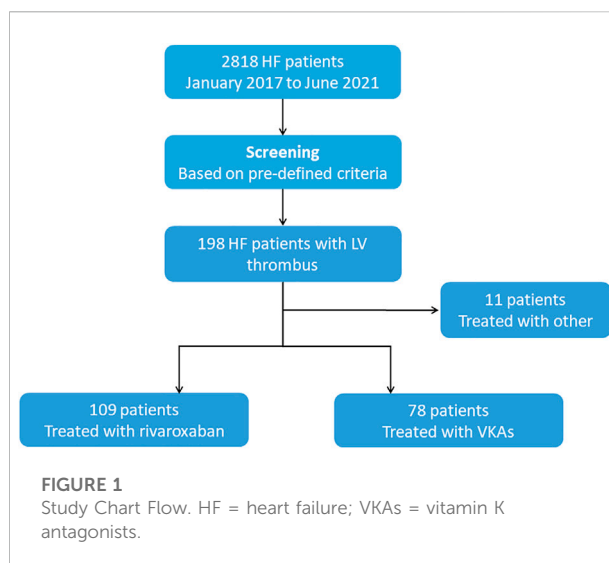 2818 HF patients
January 2017 to June 2021
Screening
Based on pre-defined criteria
198 HF patients with LV
thrombus
11 patients
Treated with other
109 patients
Treated with rivaroxaban
78 patients
Treated with VKAs
FIGURE 1
Study Chart Flow. HF = heart failure; VKAs = vitamin K
antagonists.